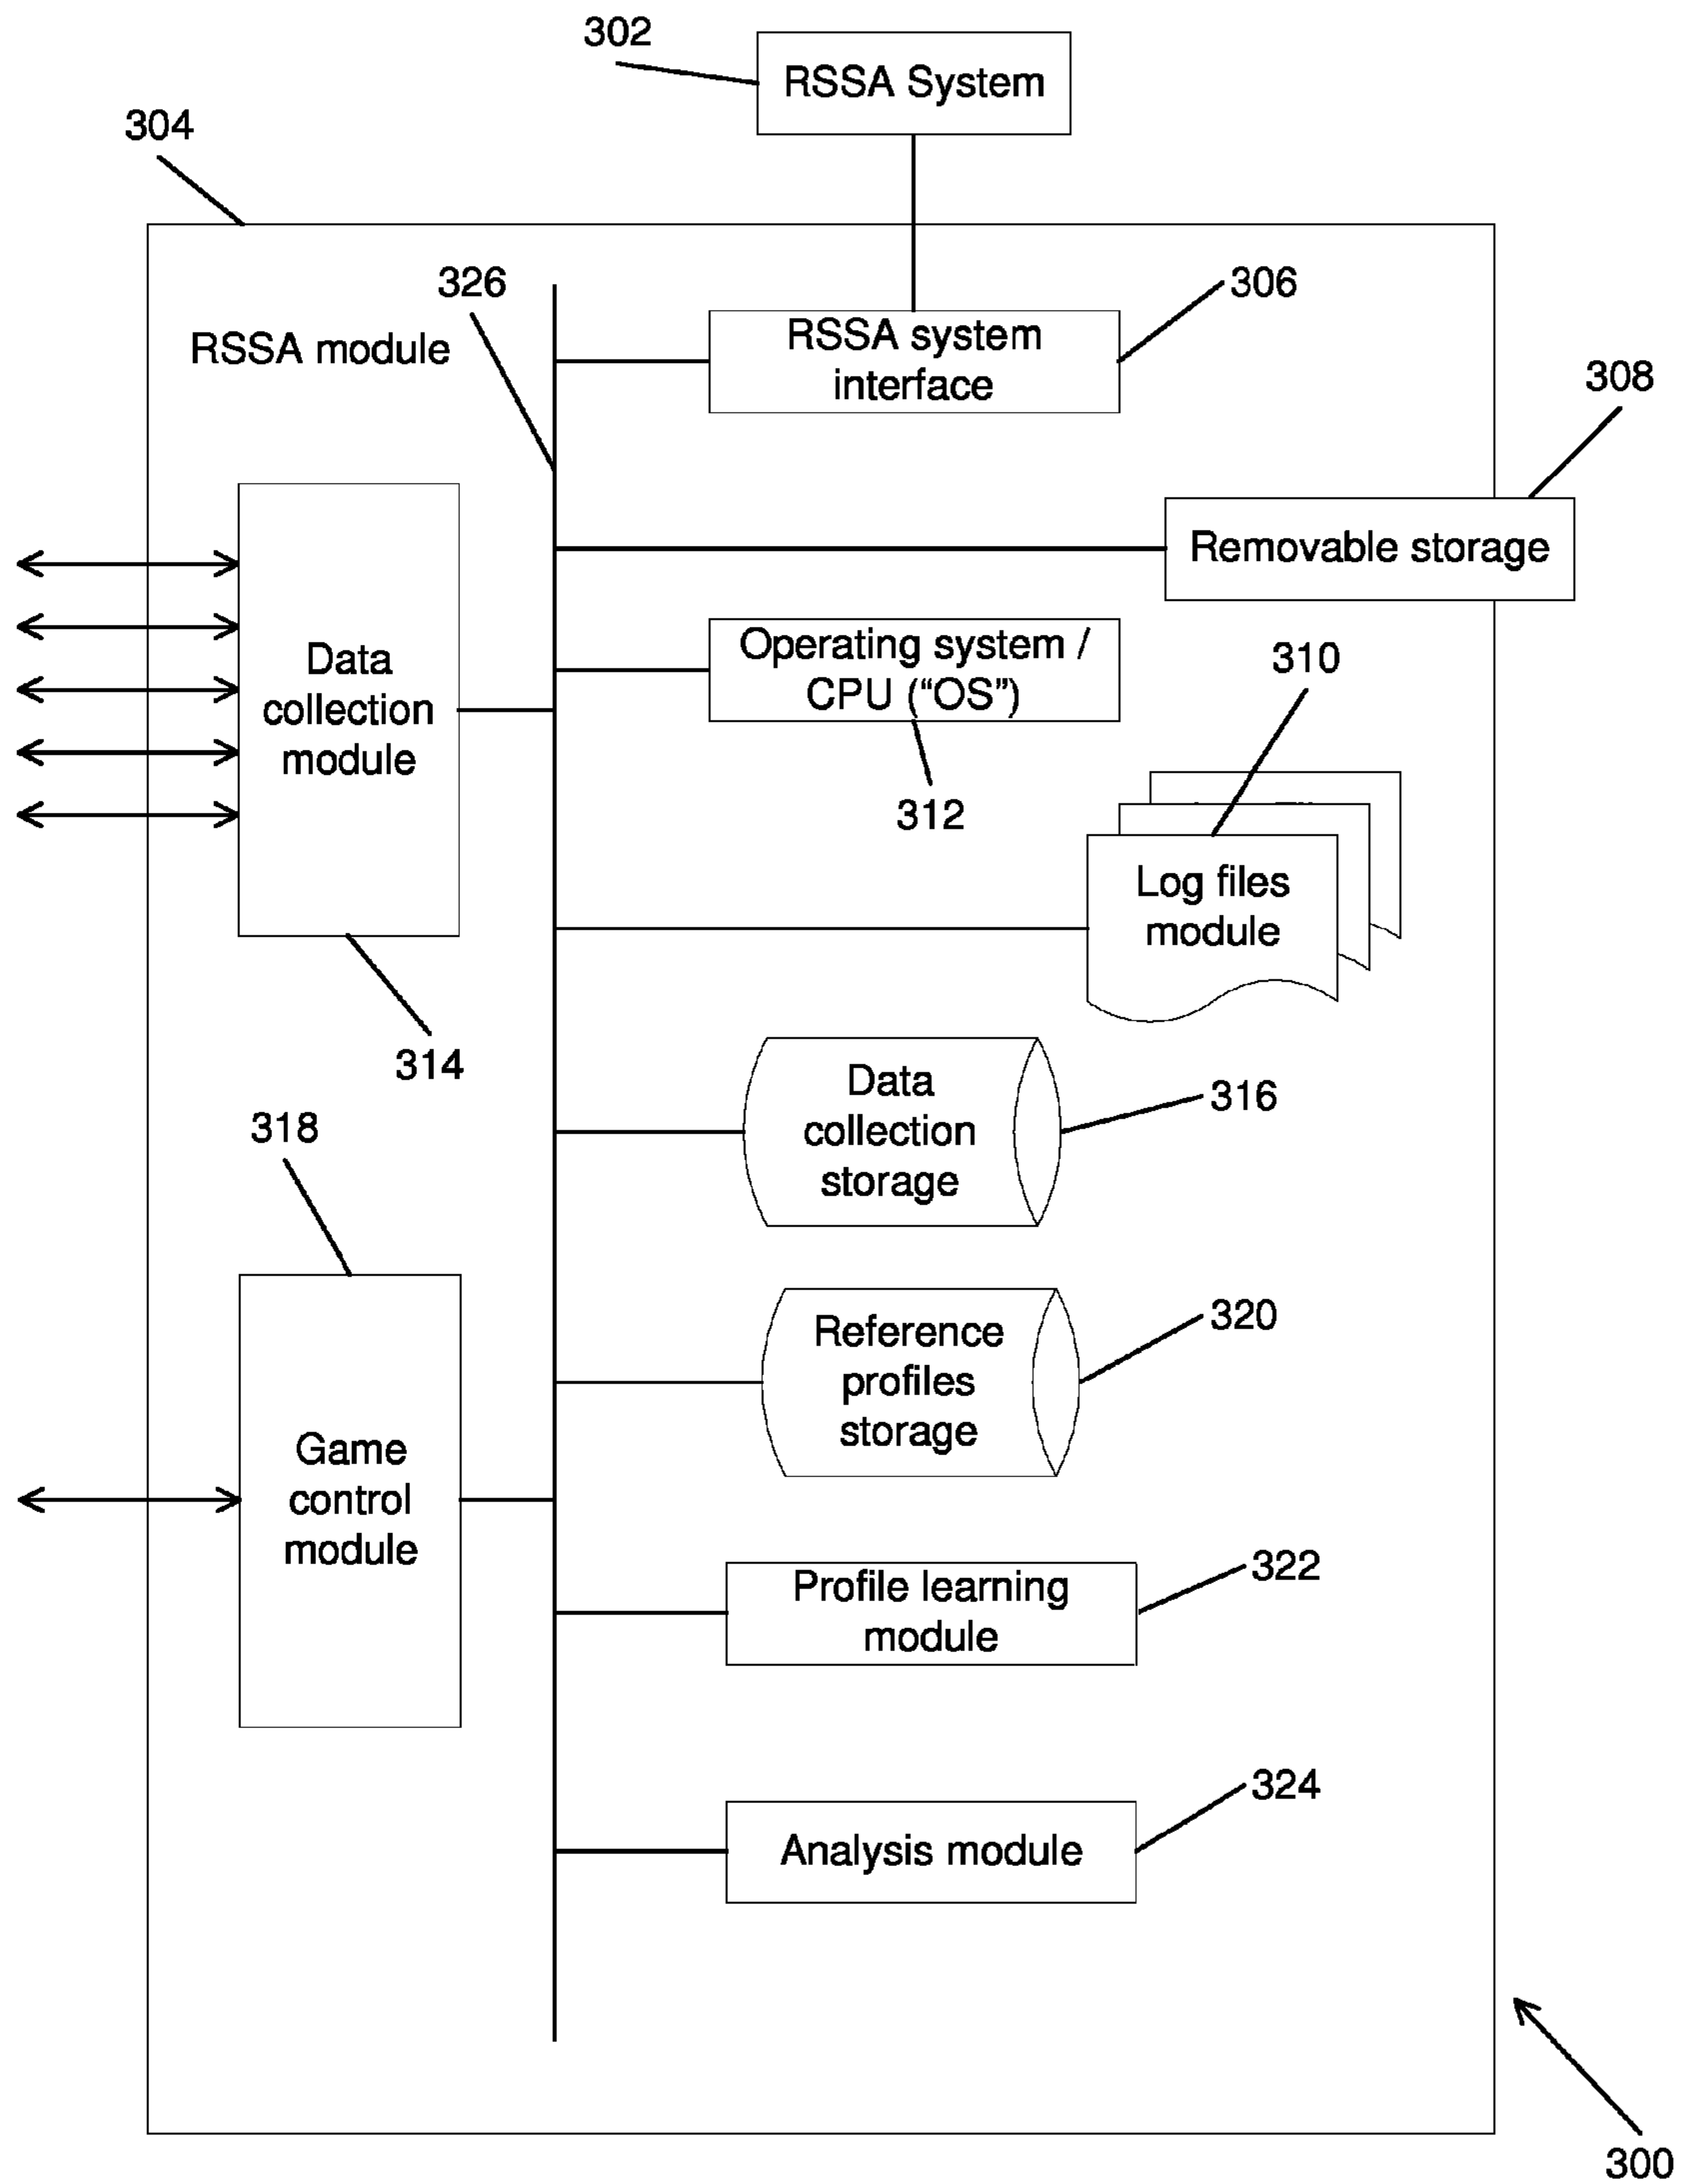 302
RSSA System
304
326
306
RSSA module
RSSA system
interface
308
Removable storage
Operating system /
CPU (“OS”)
310
312
Data
collection
module
Log files
module
314
Data
collection
storage
316
318
Reference
profiles
storage
320
Game
control
module
Profile learning
module
322
324
Analysis module
300